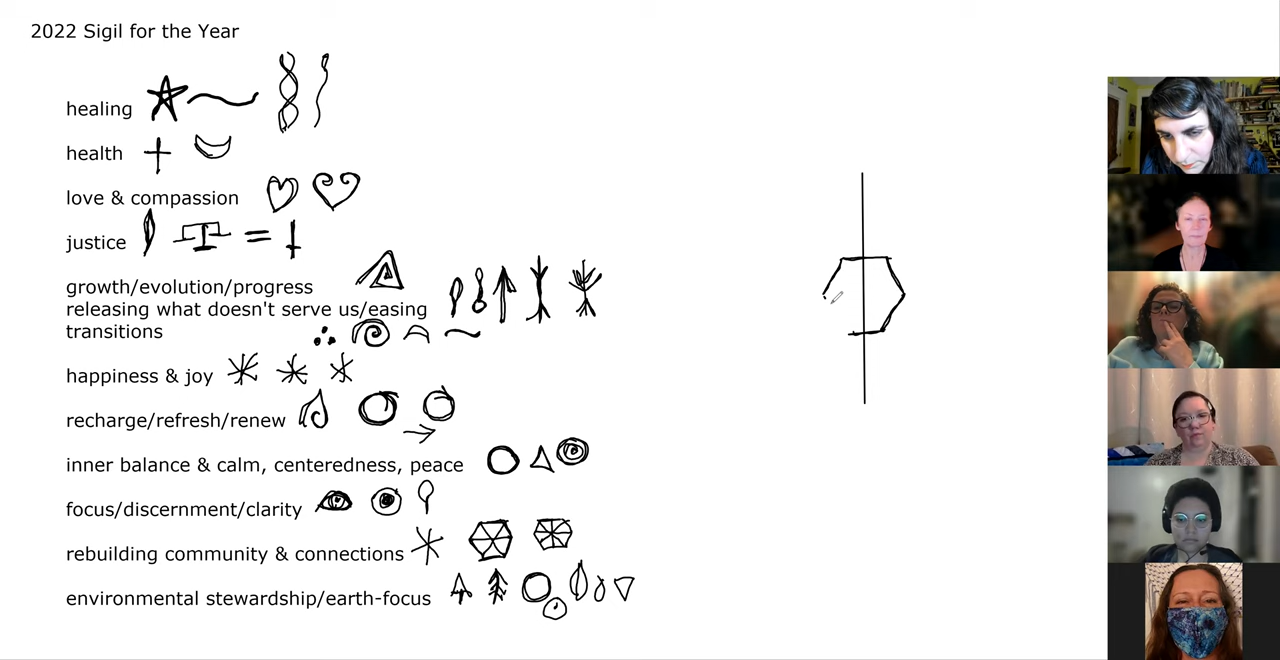 2022 Sigil for the Year
healing
health
love & compassion
justice
growth/evolution/progress
releasing what doesn't serve us/easing
transitions
happiness & joy
recharge/refresh/renew
inner balance & calm, centeredness, peace
focus/discernment/clarity
rebuilding community & connections
environmental stewardship/earth-focus